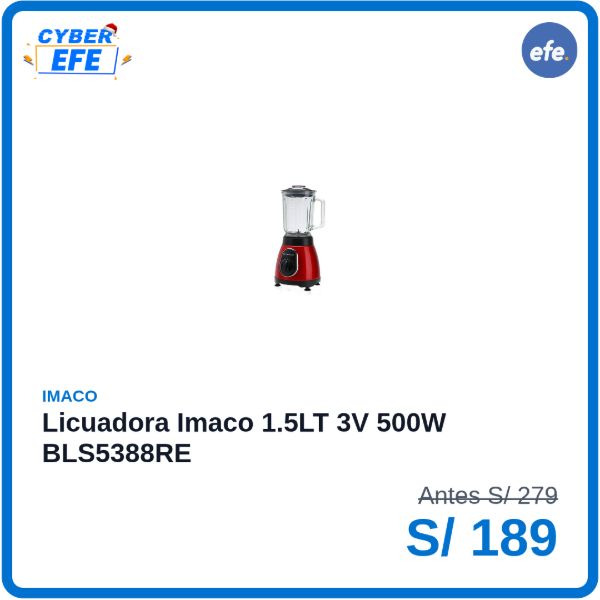 CYBER
EFE
efe.
IMACO
Licuadora Imaco 1.5LT 3V 500W
BLS5388RE
Antes S/ 279
S/ 189